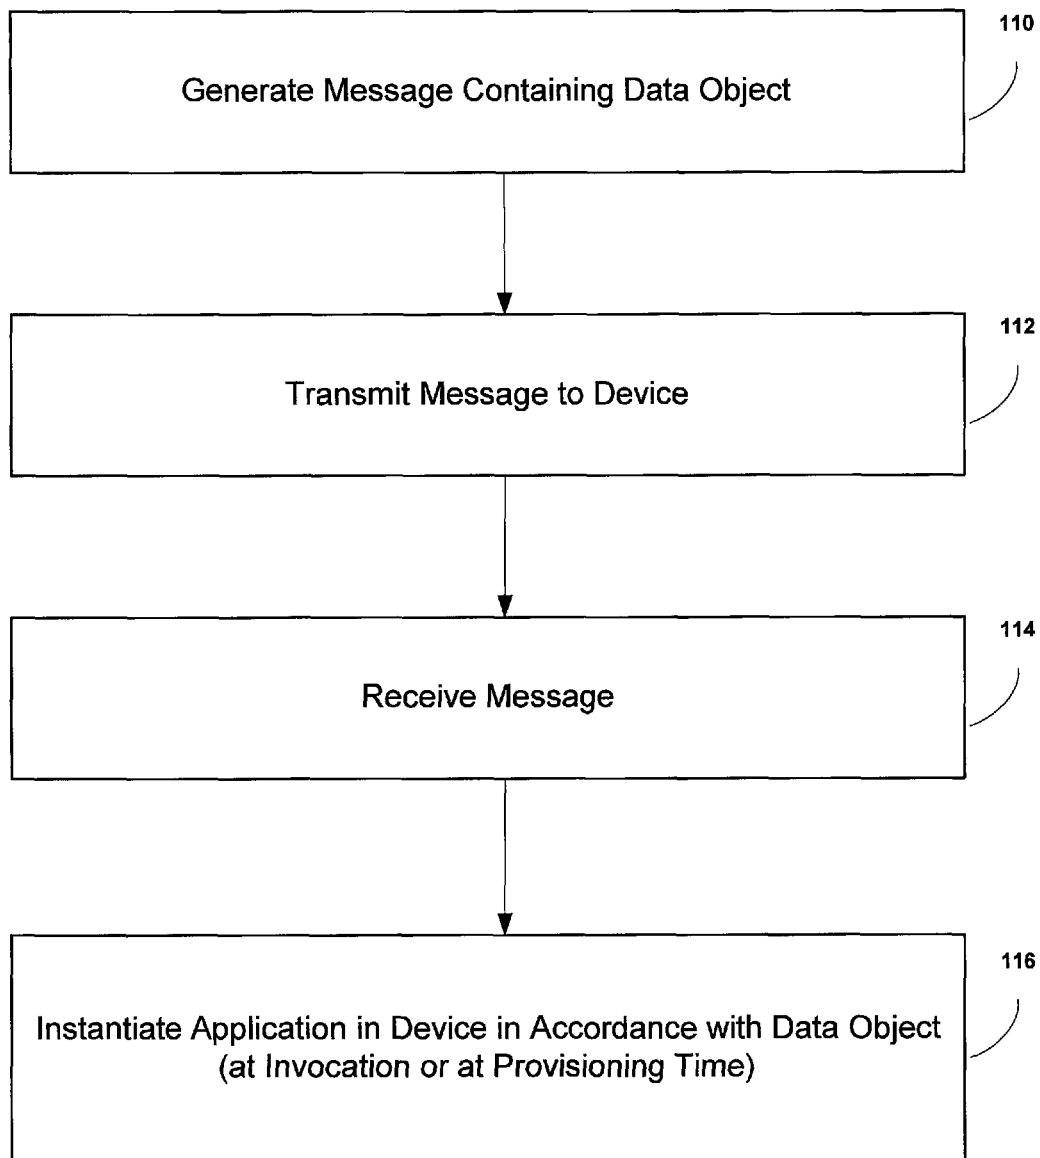 110
Generate Message Containing Data Object
112
Transmit Message to Device
114
Receive Message
116
Instantiate Application in Device in Accordance with Data Object
(at Invocation or at Provisioning Time)